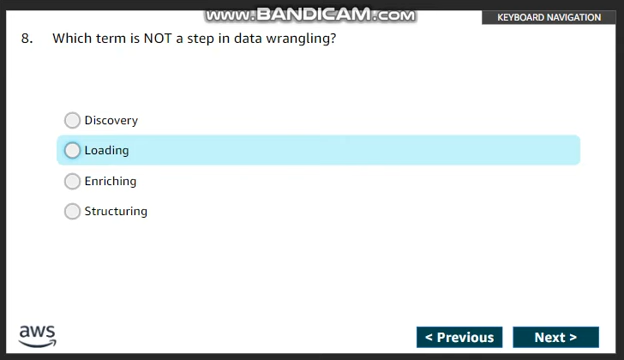 www.BANDICAM.com
KEYBOARD NAVIGATION
8. Which term is NOT a step in data wrangling?
Discovery
Loading
Enriching
Structuring
aws
< Previous
Next >